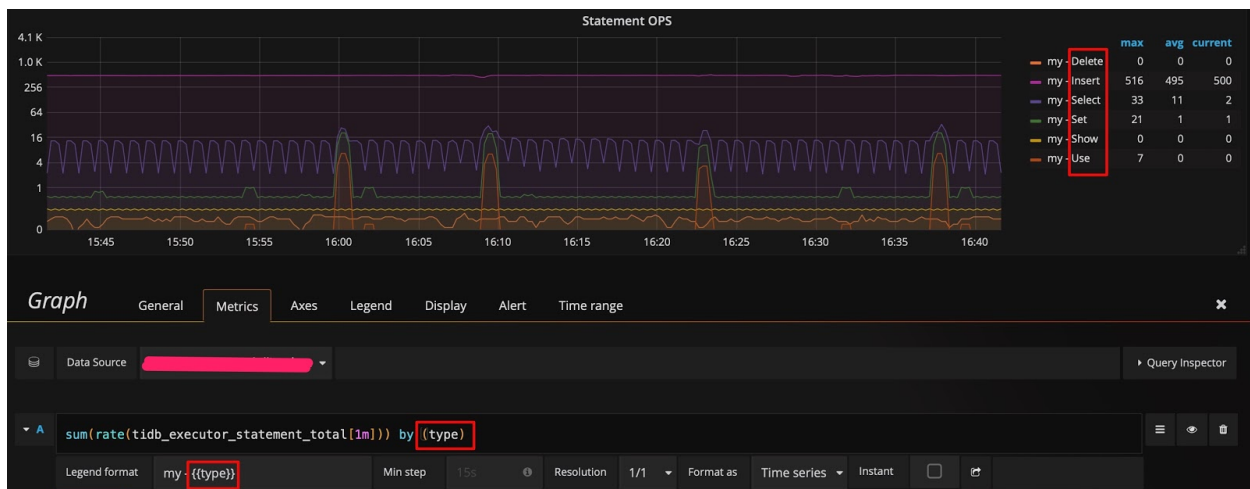 Statement OPS
4.1 K
1.0 K
256
64
16
4
1
0
15:45 15:50 15:55 16:00 16:05 16:10 16:15 16:20 16:25 16:30 16:35 16:40
max avg current
my - Delete 0 0 0
my - Insert 516 495 500
my - Select 33 11 2
my - Set 21 1 1
my - Show 0 0 0
my - Use 7 0 0
Graph General Metrics Axes Legend Display Alert Time range ×
Data Source Query Inspector
A sum(rate(tidb_executor_statement_total[1m])) by (type)
Legend format my - {{type}} Min step 15s Resolution 1/1 Format as Time series Instant